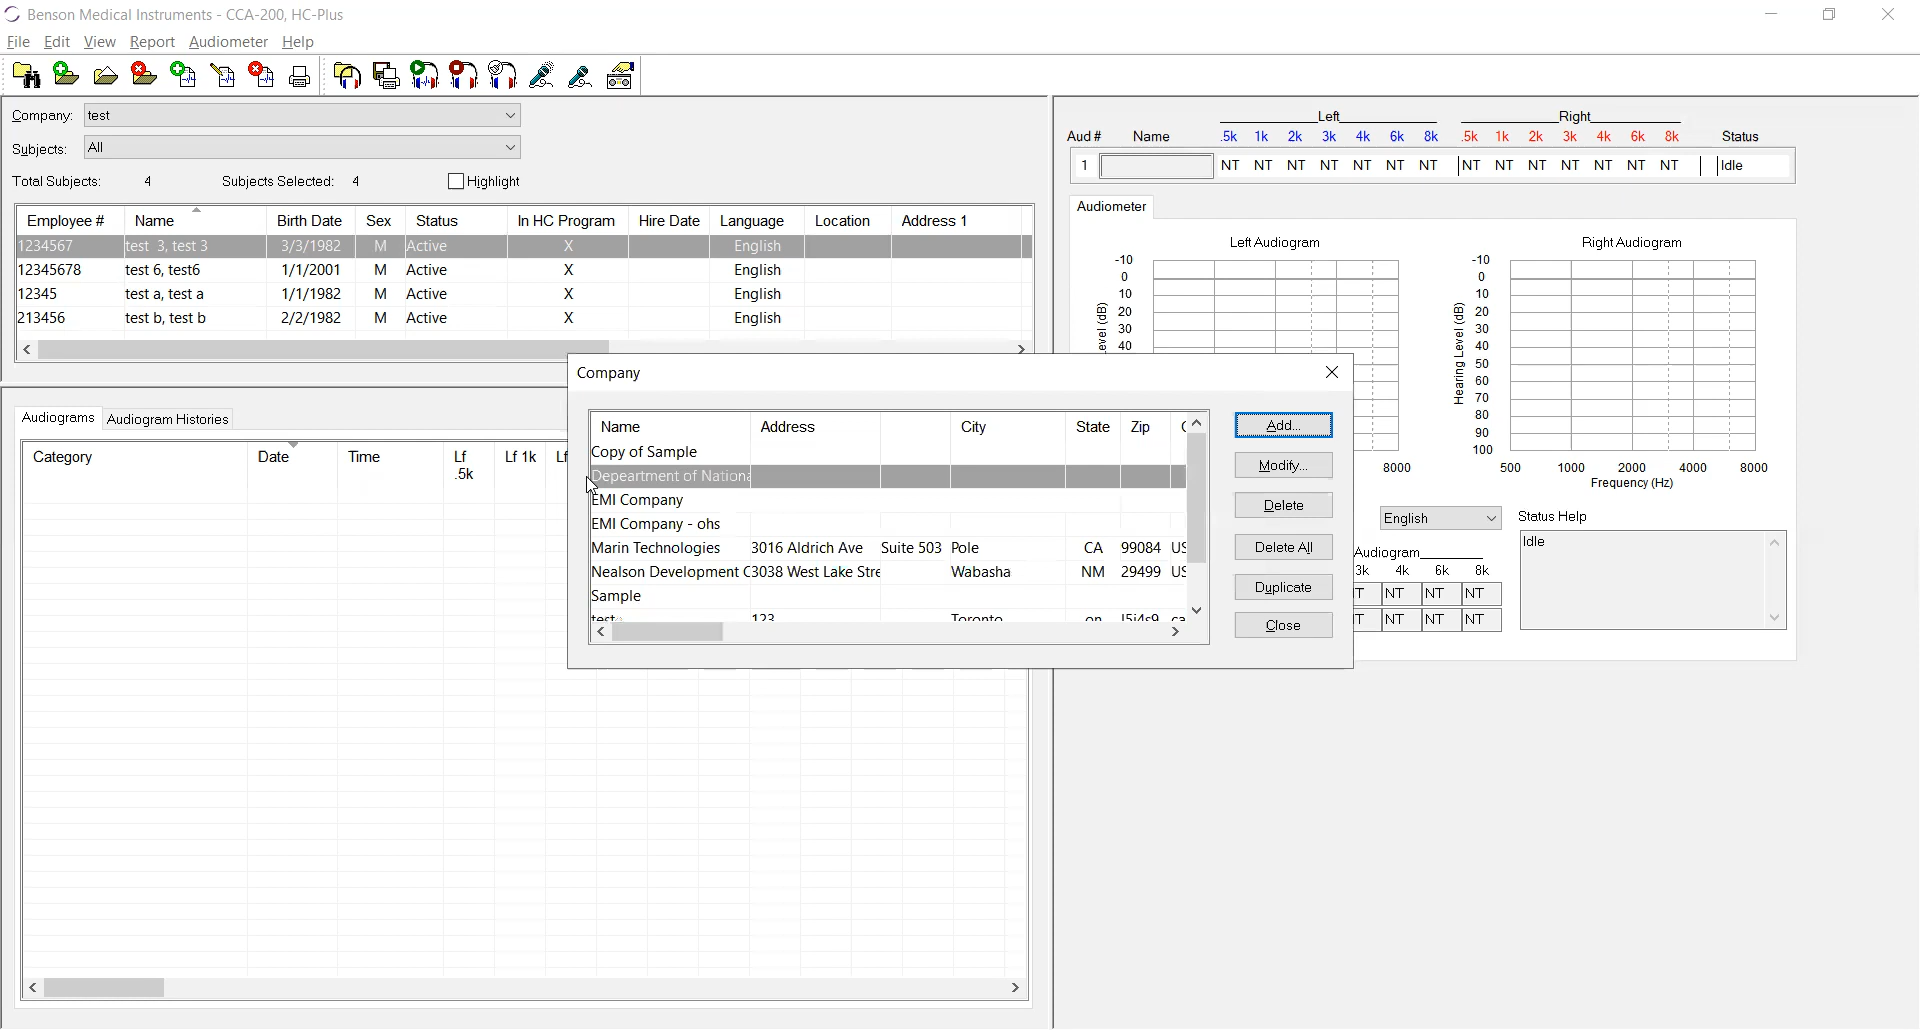 Benson Medical Instruments - CCA-200, HC-Plus
File Edit View Report Audiometer Help
Company: test
Subjects: All
Total Subjects: 4 Subjects Selected: 4 Highlight
Employee # Name Birth Date Sex Status In HC Program Hire Date Language Location Address 1
1234567 test 3, test 3 3/3/1982 M Active X English
12345678 test 6, test6 1/1/2001 M Active X English
12345 test a, test a 1/1/1982 M Active X English
213456 test b, test b 2/2/1982 M Active X English
Audiograms Audiogram Histories
Category Date Time Lf .5k Lf 1k Lf
Company
Name Address City State Zip
Copy of Sample
Depeartment of Nationa
EMI Company
EMI Company - ohs
Marin Technologies 3016 Aldrich Ave Suite 503 Pole CA 99084 US
Nealson Development C 3038 West Lake Stre Wabasha NM 29499 US
Sample
test 123 Toronto on l5j4s9 ca
Add...
Modify...
Delete
Delete All
Duplicate
Close
Left Right
Aud # Name .5k 1k 2k 3k 4k 6k 8k .5k 1k 2k 3k 4k 6k 8k Status
1 NT NT NT NT NT NT NT NT NT NT NT NT NT NT Idle
Audiometer
Left Audiogram
-10
0
10
20
30
40
8000
Right Audiogram
Hearing Level (dB)
-10
0
10
20
30
40
50
60
70
80
90
100
500 1000 2000 4000 8000
Frequency (Hz)
English
Status Help
Idle
Audiogram
3k 4k 6k 8k
T NT NT NT
T NT NT NT